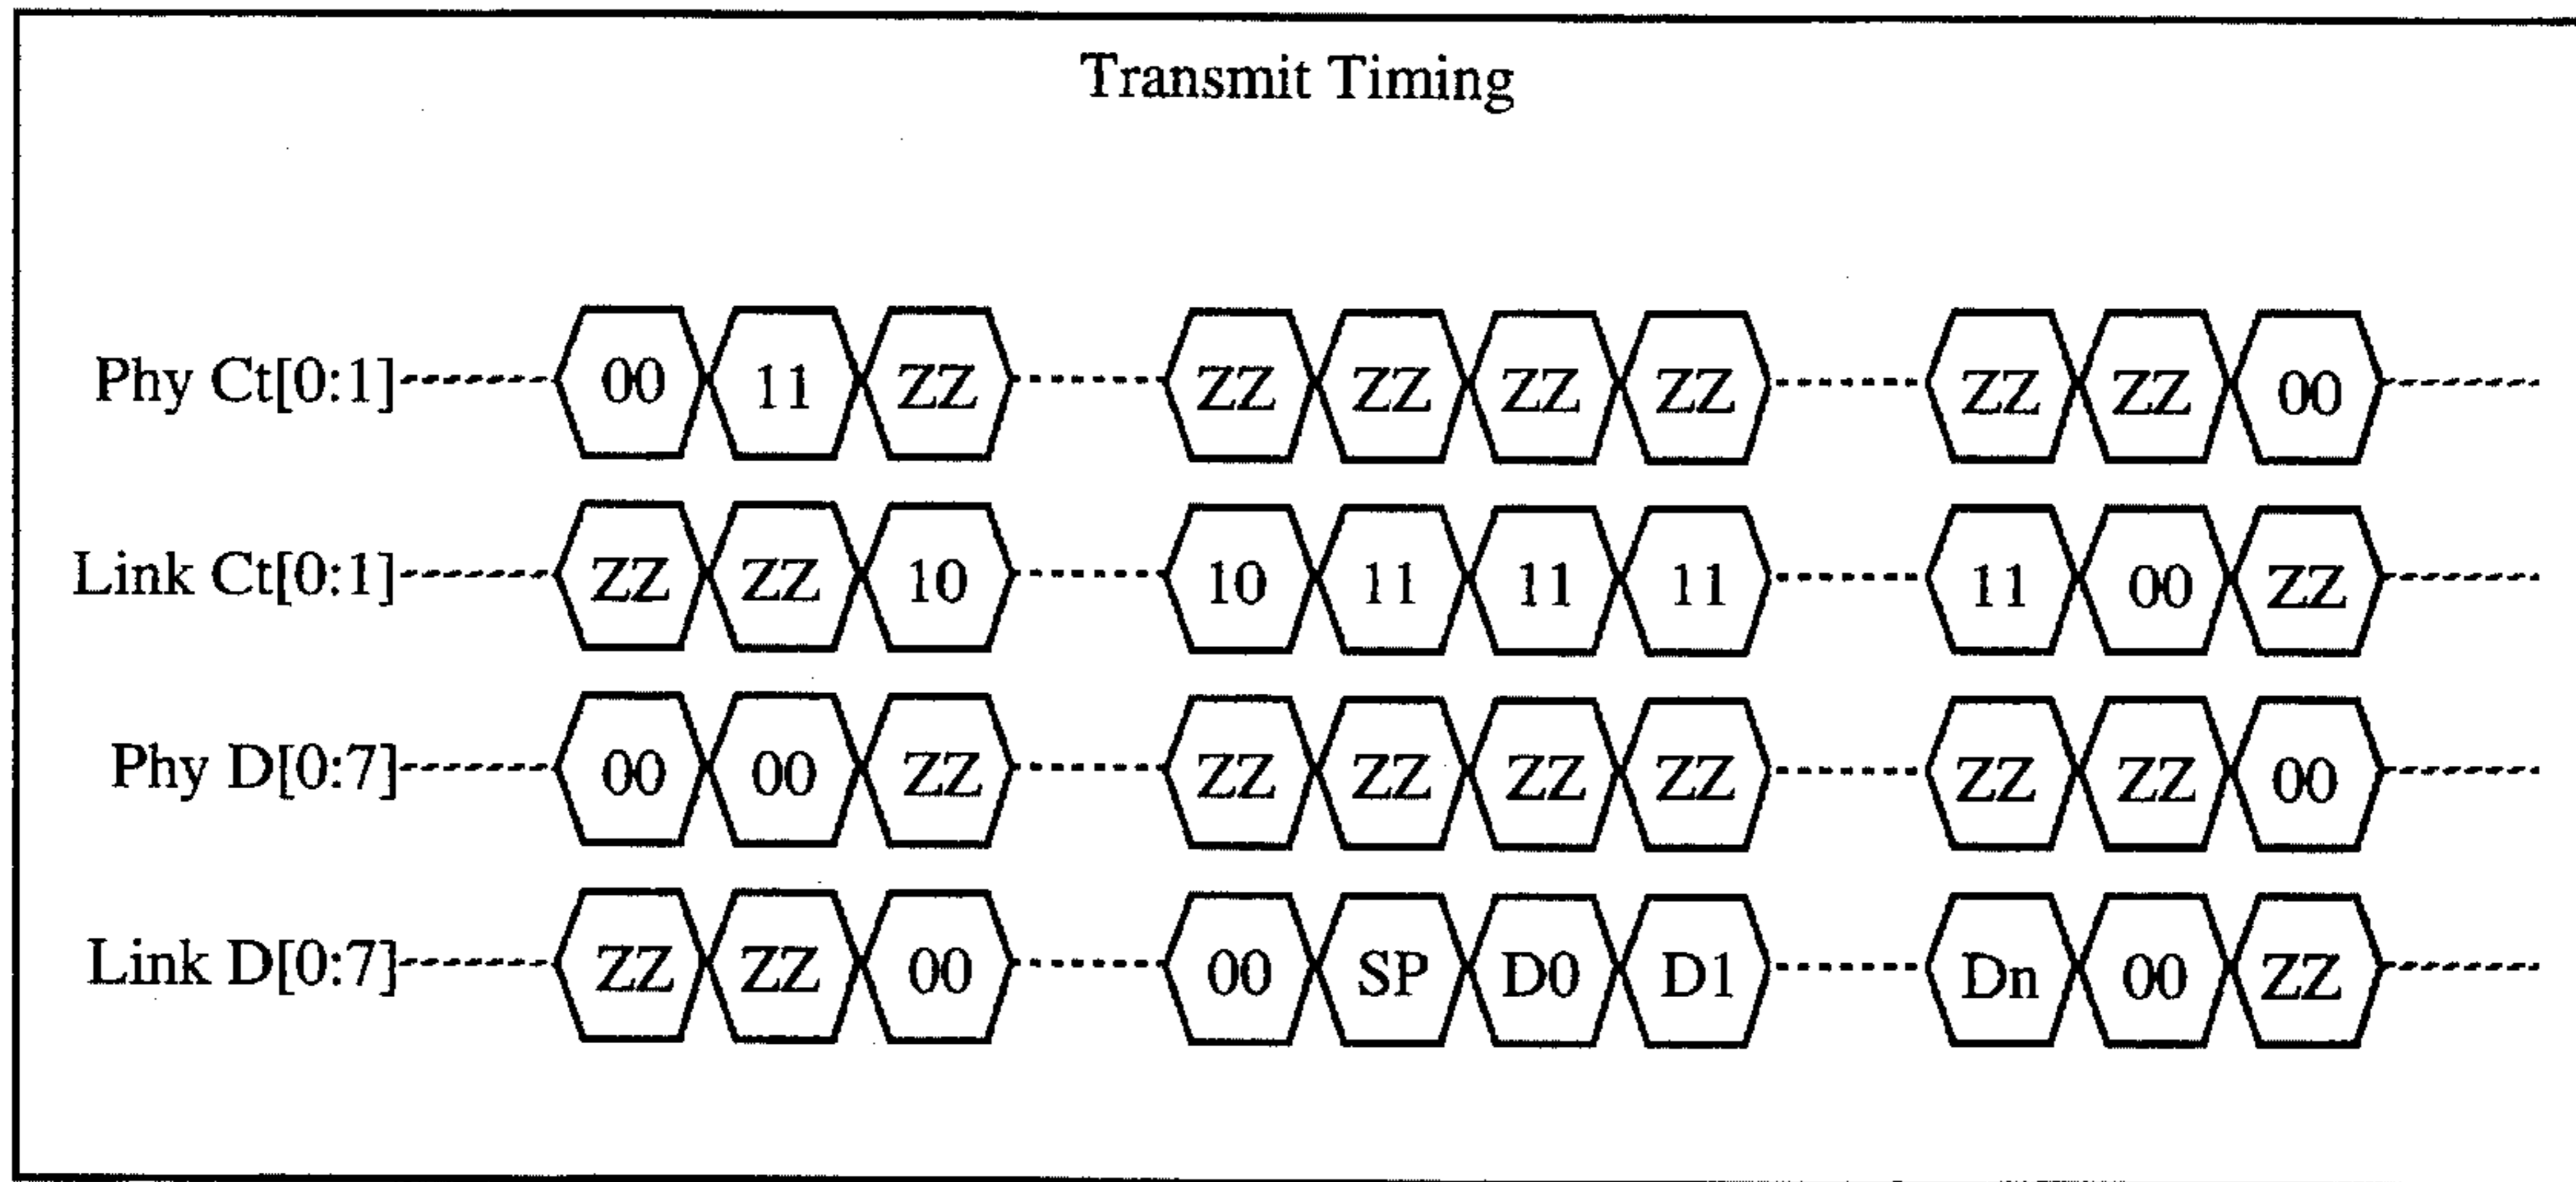 Transmit Timing
Phy Ct[0:1] 00 11 ZZ ZZ ZZ ZZ ZZ ZZ ZZ 00
Link Ct[0:1] ZZ ZZ 10 10 11 11 11 11 00 ZZ
Phy D[0:7] 00 00 ZZ ZZ ZZ ZZ ZZ ZZ ZZ 00
Link D[0:7] ZZ ZZ 00 00 SP D0 D1 Dn 00 ZZ